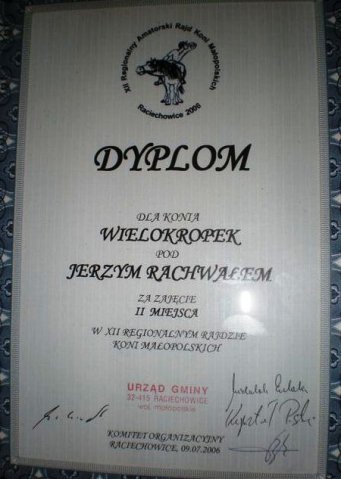 XII Regionalny Amatorski Rajd Koni Małopolskich
Raciechowice 2006
DYPLOM
DLA KONIA
WIELOKROPEK
POD
JERZYM RACHWAŁEM
ZA ZAJĘCIE
II MIEJSCA
W XII REGIONALNYM RAJDZIE
KONI MAŁOPOLSKICH
URZĄD GMINY
32-415 RACIECHOWICE
woj. małopolskie
KOMITET ORGANIZACYJNY
RACIECHOWICE, 09.07.2006